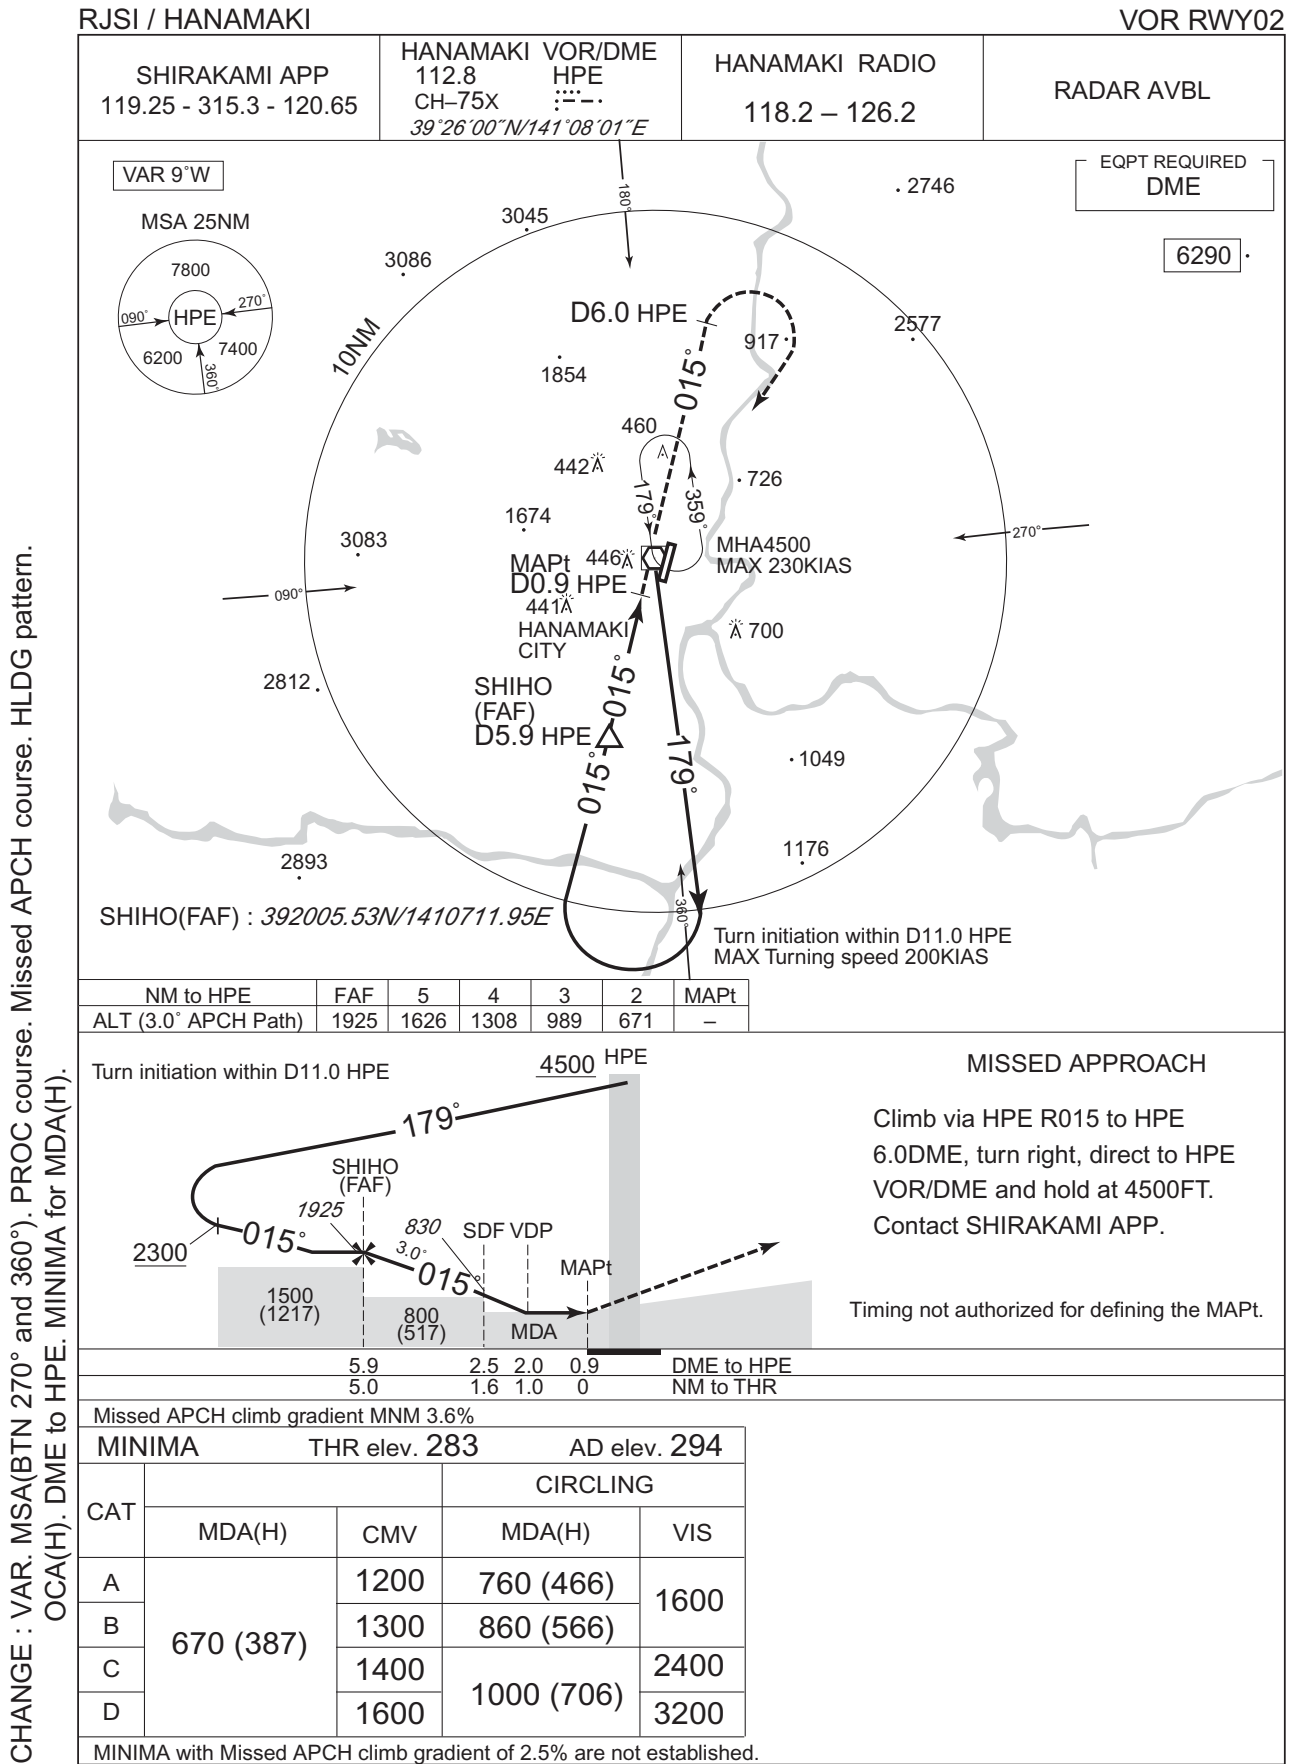 RJSI / HANAMAKI
VOR RWY02
SHIRAKAMI APP
119.25 - 315.3 - 120.65
HANAMAKI VOR/DME
112.8 HPE
CH–75X
39°26´00˝N/141°08´01˝E
HANAMAKI RADIO
118.2 – 126.2
RADAR AVBL
VAR 9°W
EQPT REQUIRED
DME
MSA 25NM
7800
090°
HPE
270°
6200
7400
360°
180°
2746
3045
3086
6290
D6.0 HPE
2577
917
10NM
1854
015°
460
442
726
179°
359°
1674
3083
270°
MHA4500
MAX 230KIAS
446
MAPt
D0.9 HPE
441
090°
HANAMAKI
CITY
700
015°
2812
SHIHO
(FAF)
D5.9 HPE
179°
1049
015°
1176
2893
360°
SHIHO(FAF) : 392005.53N/1410711.95E
Turn initiation within D11.0 HPE
MAX Turning speed 200KIAS
NM to HPE FAF 5 4 3 2 MAPt
ALT (3.0° APCH Path) 1925 1626 1308 989 671 –
Turn initiation within D11.0 HPE
4500
HPE
179°
SHIHO
(FAF)
1925
830
SDF VDP
2300
015°
3.0°
015°
MAPt
1500
(1217)
800
(517)
MDA
MISSED APPROACH
Climb via HPE R015 to HPE
6.0DME, turn right, direct to HPE
VOR/DME and hold at 4500FT.
Contact SHIRAKAMI APP.
Timing not authorized for defining the MAPt.
5.9 2.5 2.0 0.9 DME to HPE
5.0 1.6 1.0 0 NM to THR
Missed APCH climb gradient MNM 3.6%
MINIMA THR elev. 283 AD elev. 294
CAT
CIRCLING
MDA(H) CMV MDA(H) VIS
A 1200 760 (466)
1600
B 1300 860 (566)
670 (387)
C 1400 2400
1000 (706)
D 1600 3200
MINIMA with Missed APCH climb gradient of 2.5% are not established.
CHANGE : VAR. MSA(BTN 270° and 360°). PROC course. Missed APCH course. HLDG pattern.
OCA(H). DME to HPE. MINIMA for MDA(H).